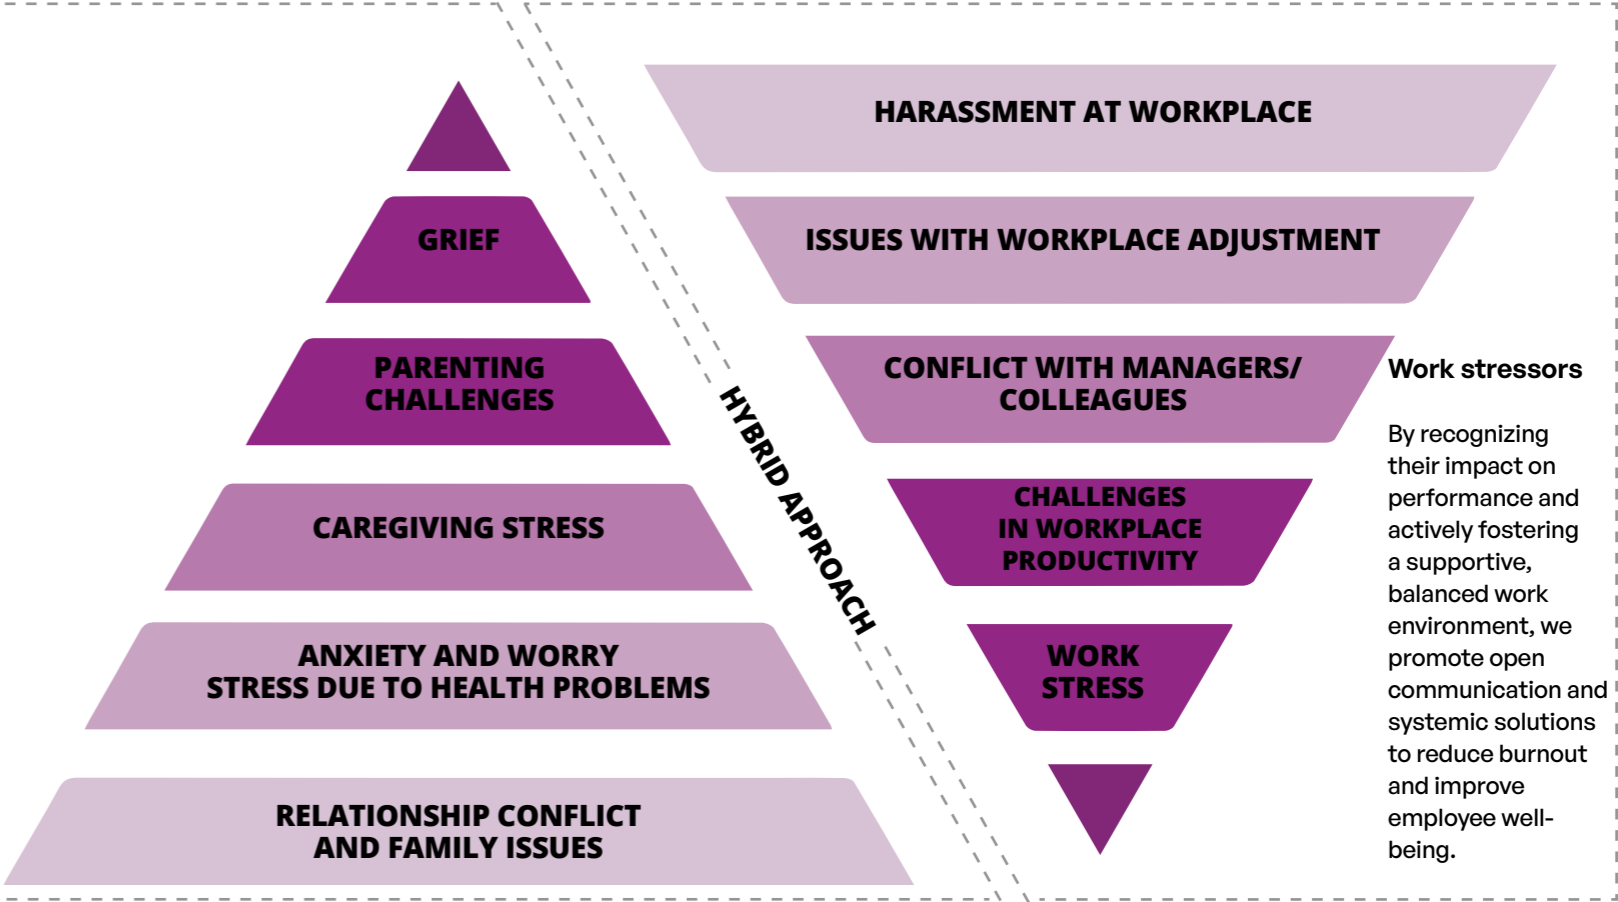 GRIEF
PARENTING
CHALLENGES
CAREGIVING STRESS
ANXIETY AND WORRY
STRESS DUE TO HEALTH PROBLEMS
RELATIONSHIP CONFLICT
AND FAMILY ISSUES
HYBRID APPROACH
HARASSMENT AT WORKPLACE
ISSUES WITH WORKPLACE ADJUSTMENT
CONFLICT WITH MANAGERS/
COLLEAGUES
CHALLENGES
IN WORKPLACE
PRODUCTIVITY
WORK
STRESS
Work stressors
By recognizing
their impact on
performance and
actively fostering
a supportive,
balanced work
environment, we
promote open
communication and
systemic solutions
to reduce burnout
and improve
employee well-
being.